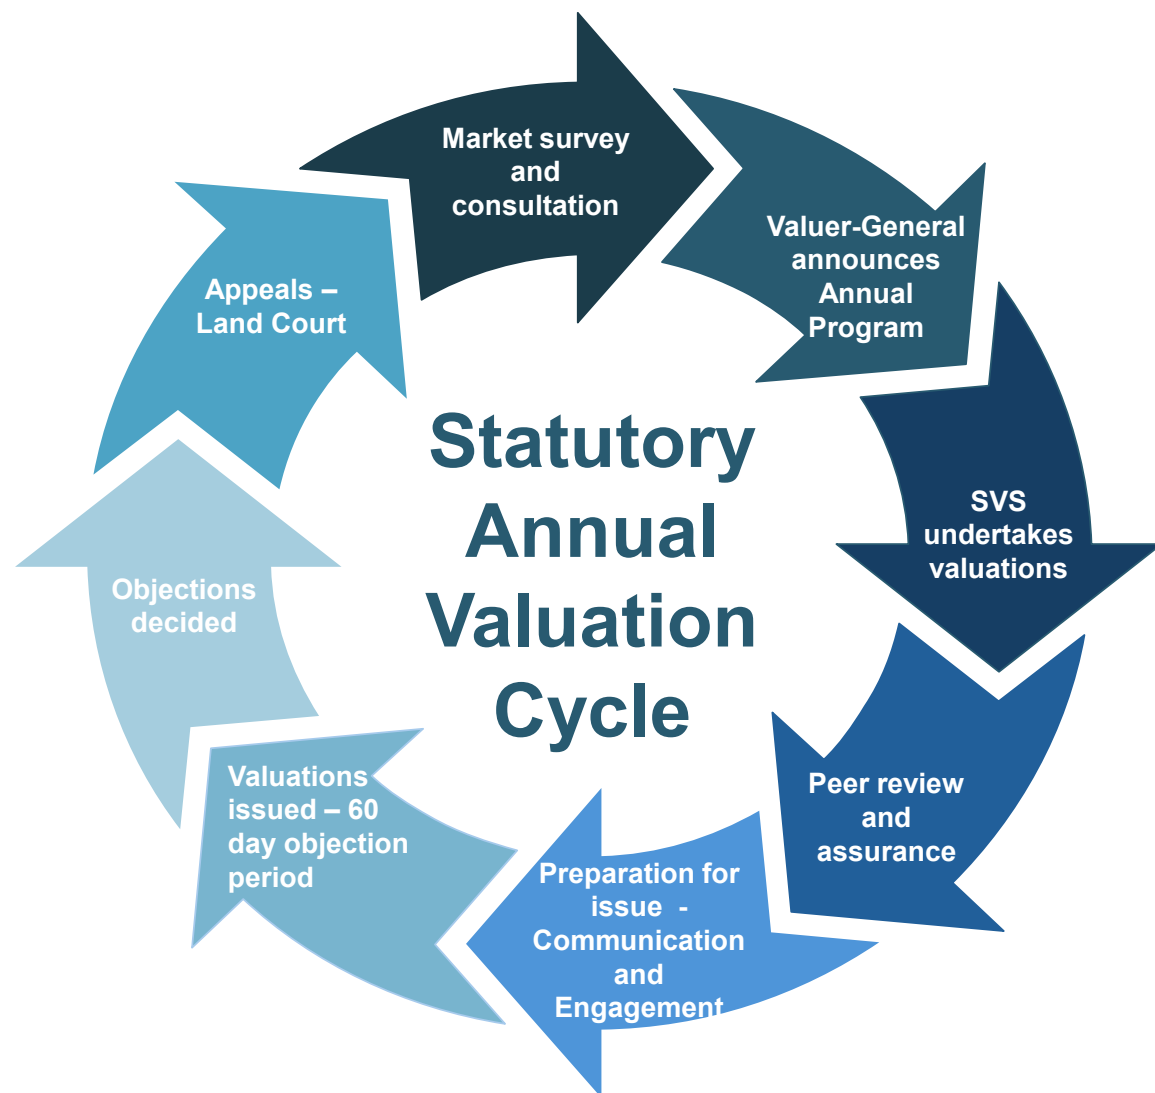 Market survey
and
consultation
Valuer-General
announces
Annual
Program
SVS
undertakes
valuations
Peer review
and
assurance
Preparation for
issue  -
Communication
and
Engagement
Valuations
issued – 60
day objection
period
Objections
decided
Appeals –
Land Court
Statutory
Annual
Valuation
Cycle